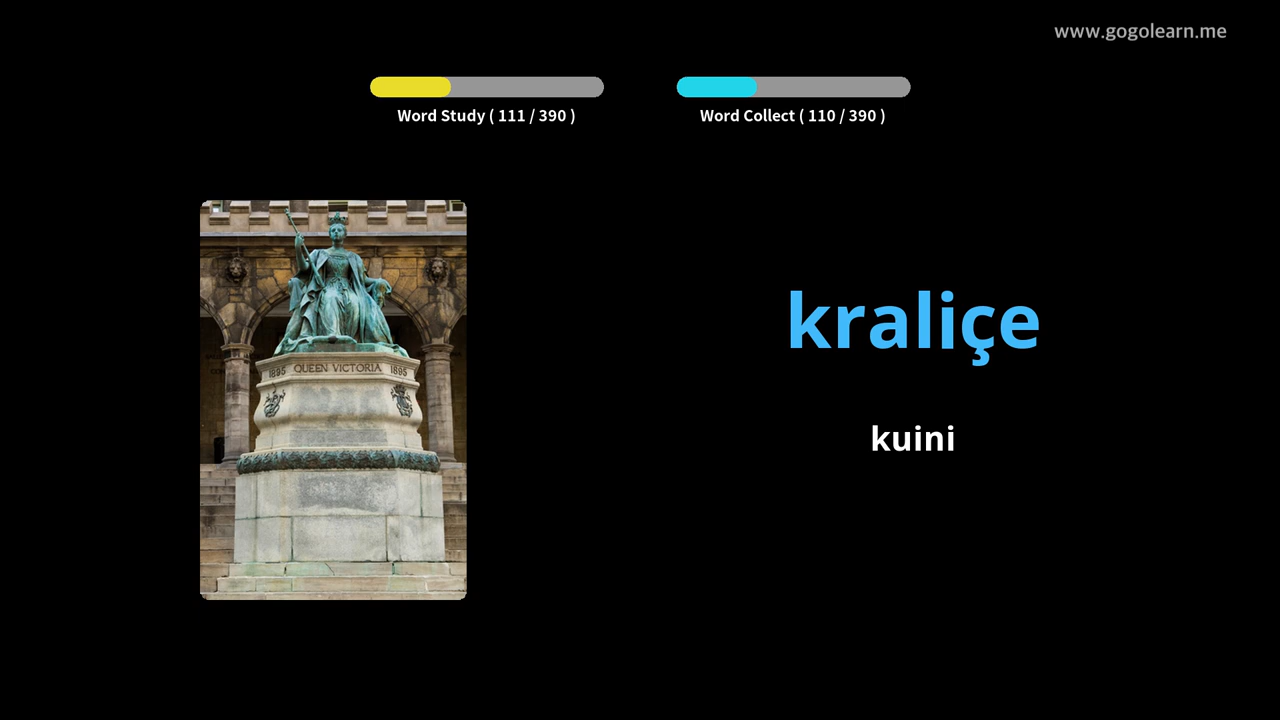 www.gogolearn.me
Word Study ( 111 / 390 )
Word Collect ( 110 / 390 )
1895 QUEEN VICTORIA 1895
kraliçe
kuini